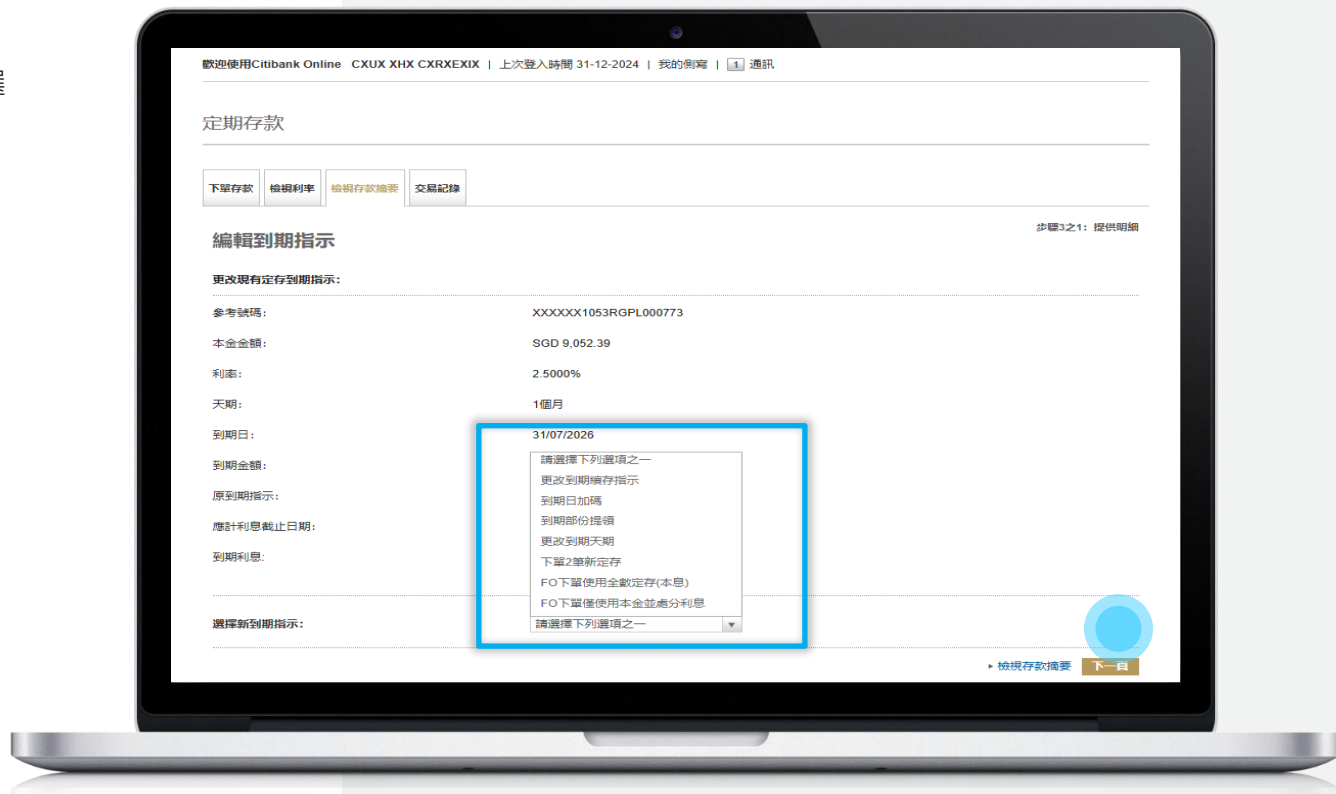 歡迎使用Citibank Online CXUX XHX CXRXEXIX | 上次登入時間 31-12-2024 | 我的側寫 | 1 通訊
定期存款
下單存款 檢視利率 檢視存款摘要 交易記錄
編輯到期指示 步驟3之1: 提供明細
更改現有定存到期指示:
參考號碼: XXXXXX1053RGPL000773
本金金額: SGD 9,052.39
利率: 2.5000%
天期: 1個月
到期日: 31/07/2026
到期金額:
原到期指示:
應計利息截止日期:
到期利息:
請選擇下列選項之一
更改到期續存指示
到期日加碼
到期部份提領
更改到期天期
下單2筆新定存
FO下單使用全數定存(本息)
FO下單僅使用本金並處分利息
選擇新到期指示: 請選擇下列選項之一
檢視存款摘要 下一頁